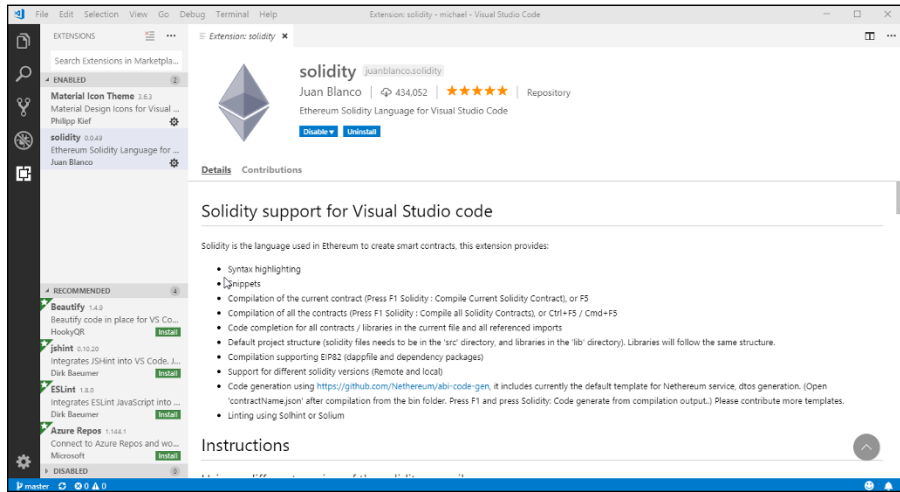 File Edit Selection View Go Debug Terminal Help
Extension: solidity - michael - Visual Studio Code
EXTENSIONS
Extension: solidity
Search Extensions in Marketpla...
ENABLED 2
Material Icon Theme 3.6.3
Material Design Icons for Visual ...
Philipp Kief
solidity 0.0.49
Ethereum Solidity Language for ...
Juan Blanco
RECOMMENDED 4
Beautify 1.4.9
Beautify code in place for VS Co...
HookyQR Install
jshint 0.10.20
Integrates JSHint into VS Code. J...
Dirk Baeumer Install
ESLint 1.8.0
Integrates ESLint JavaScript into ...
Dirk Baeumer Install
Azure Repos 1.144.1
Connect to Azure Repos and wo...
Microsoft Install
DISABLED 0
solidity juanblanco.solidity
Juan Blanco 434,052 Repository
Ethereum Solidity Language for Visual Studio Code
Disable Uninstall
Details Contributions
Solidity support for Visual Studio code
Solidity is the language used in Ethereum to create smart contracts, this extension provides:
• Syntax highlighting
• Snippets
• Compilation of the current contract (Press F1 Solidity : Compile Current Solidity Contract), or F5
• Compilation of all the contracts (Press F1 Solidity : Compile all Solidity Contracts), or Ctrl+F5 / Cmd+F5
• Code completion for all contracts / libraries in the current file and all referenced imports
• Default project structure (solidity files needs to be in the 'src' directory, and libraries in the 'lib' directory). Libraries will follow the same structure.
• Compilation supporting EIP82 (dappfile and dependency packages)
• Support for different solidity versions (Remote and local)
• Code generation using https://github.com/Nethereum/abi-code-gen, it includes currently the default template for Nethereum service, dtos generation. (Open
'contractName.json' after compilation from the bin folder. Press F1 and press Solidity: Code generate from compilation output..) Please contribute more templates.
• Linting using Solhint or Solium
Instructions
master 0 0